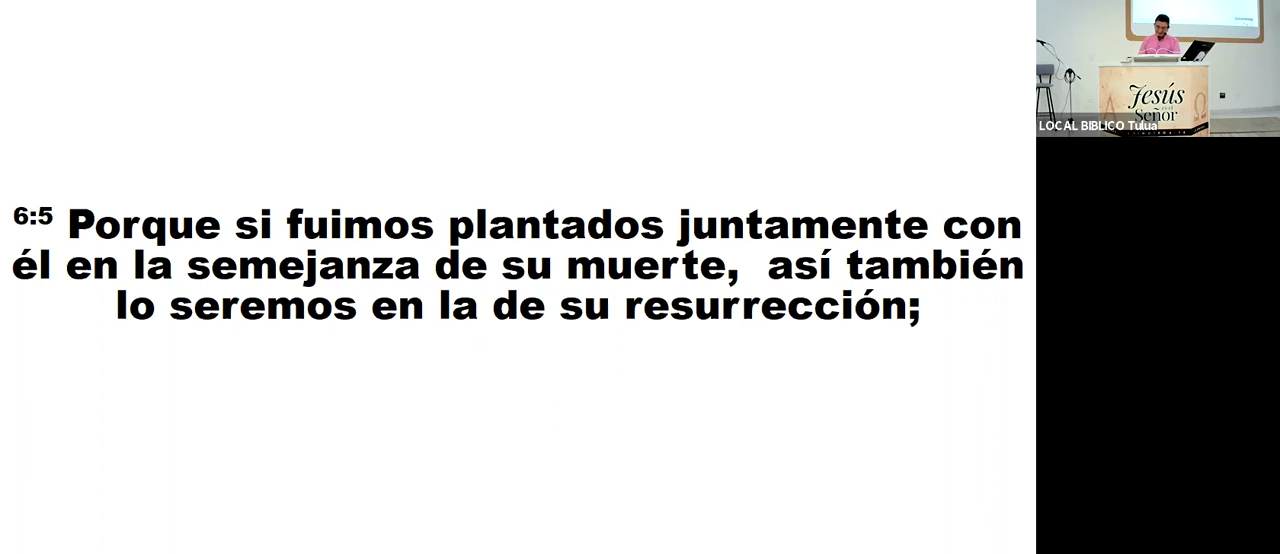 6:5 Porque si fuimos plantados juntamente con
él en la semejanza de su muerte,  así también
lo seremos en la de su resurrección;
Jesús
es el
Señor
LOCAL BIBLICO Tulua